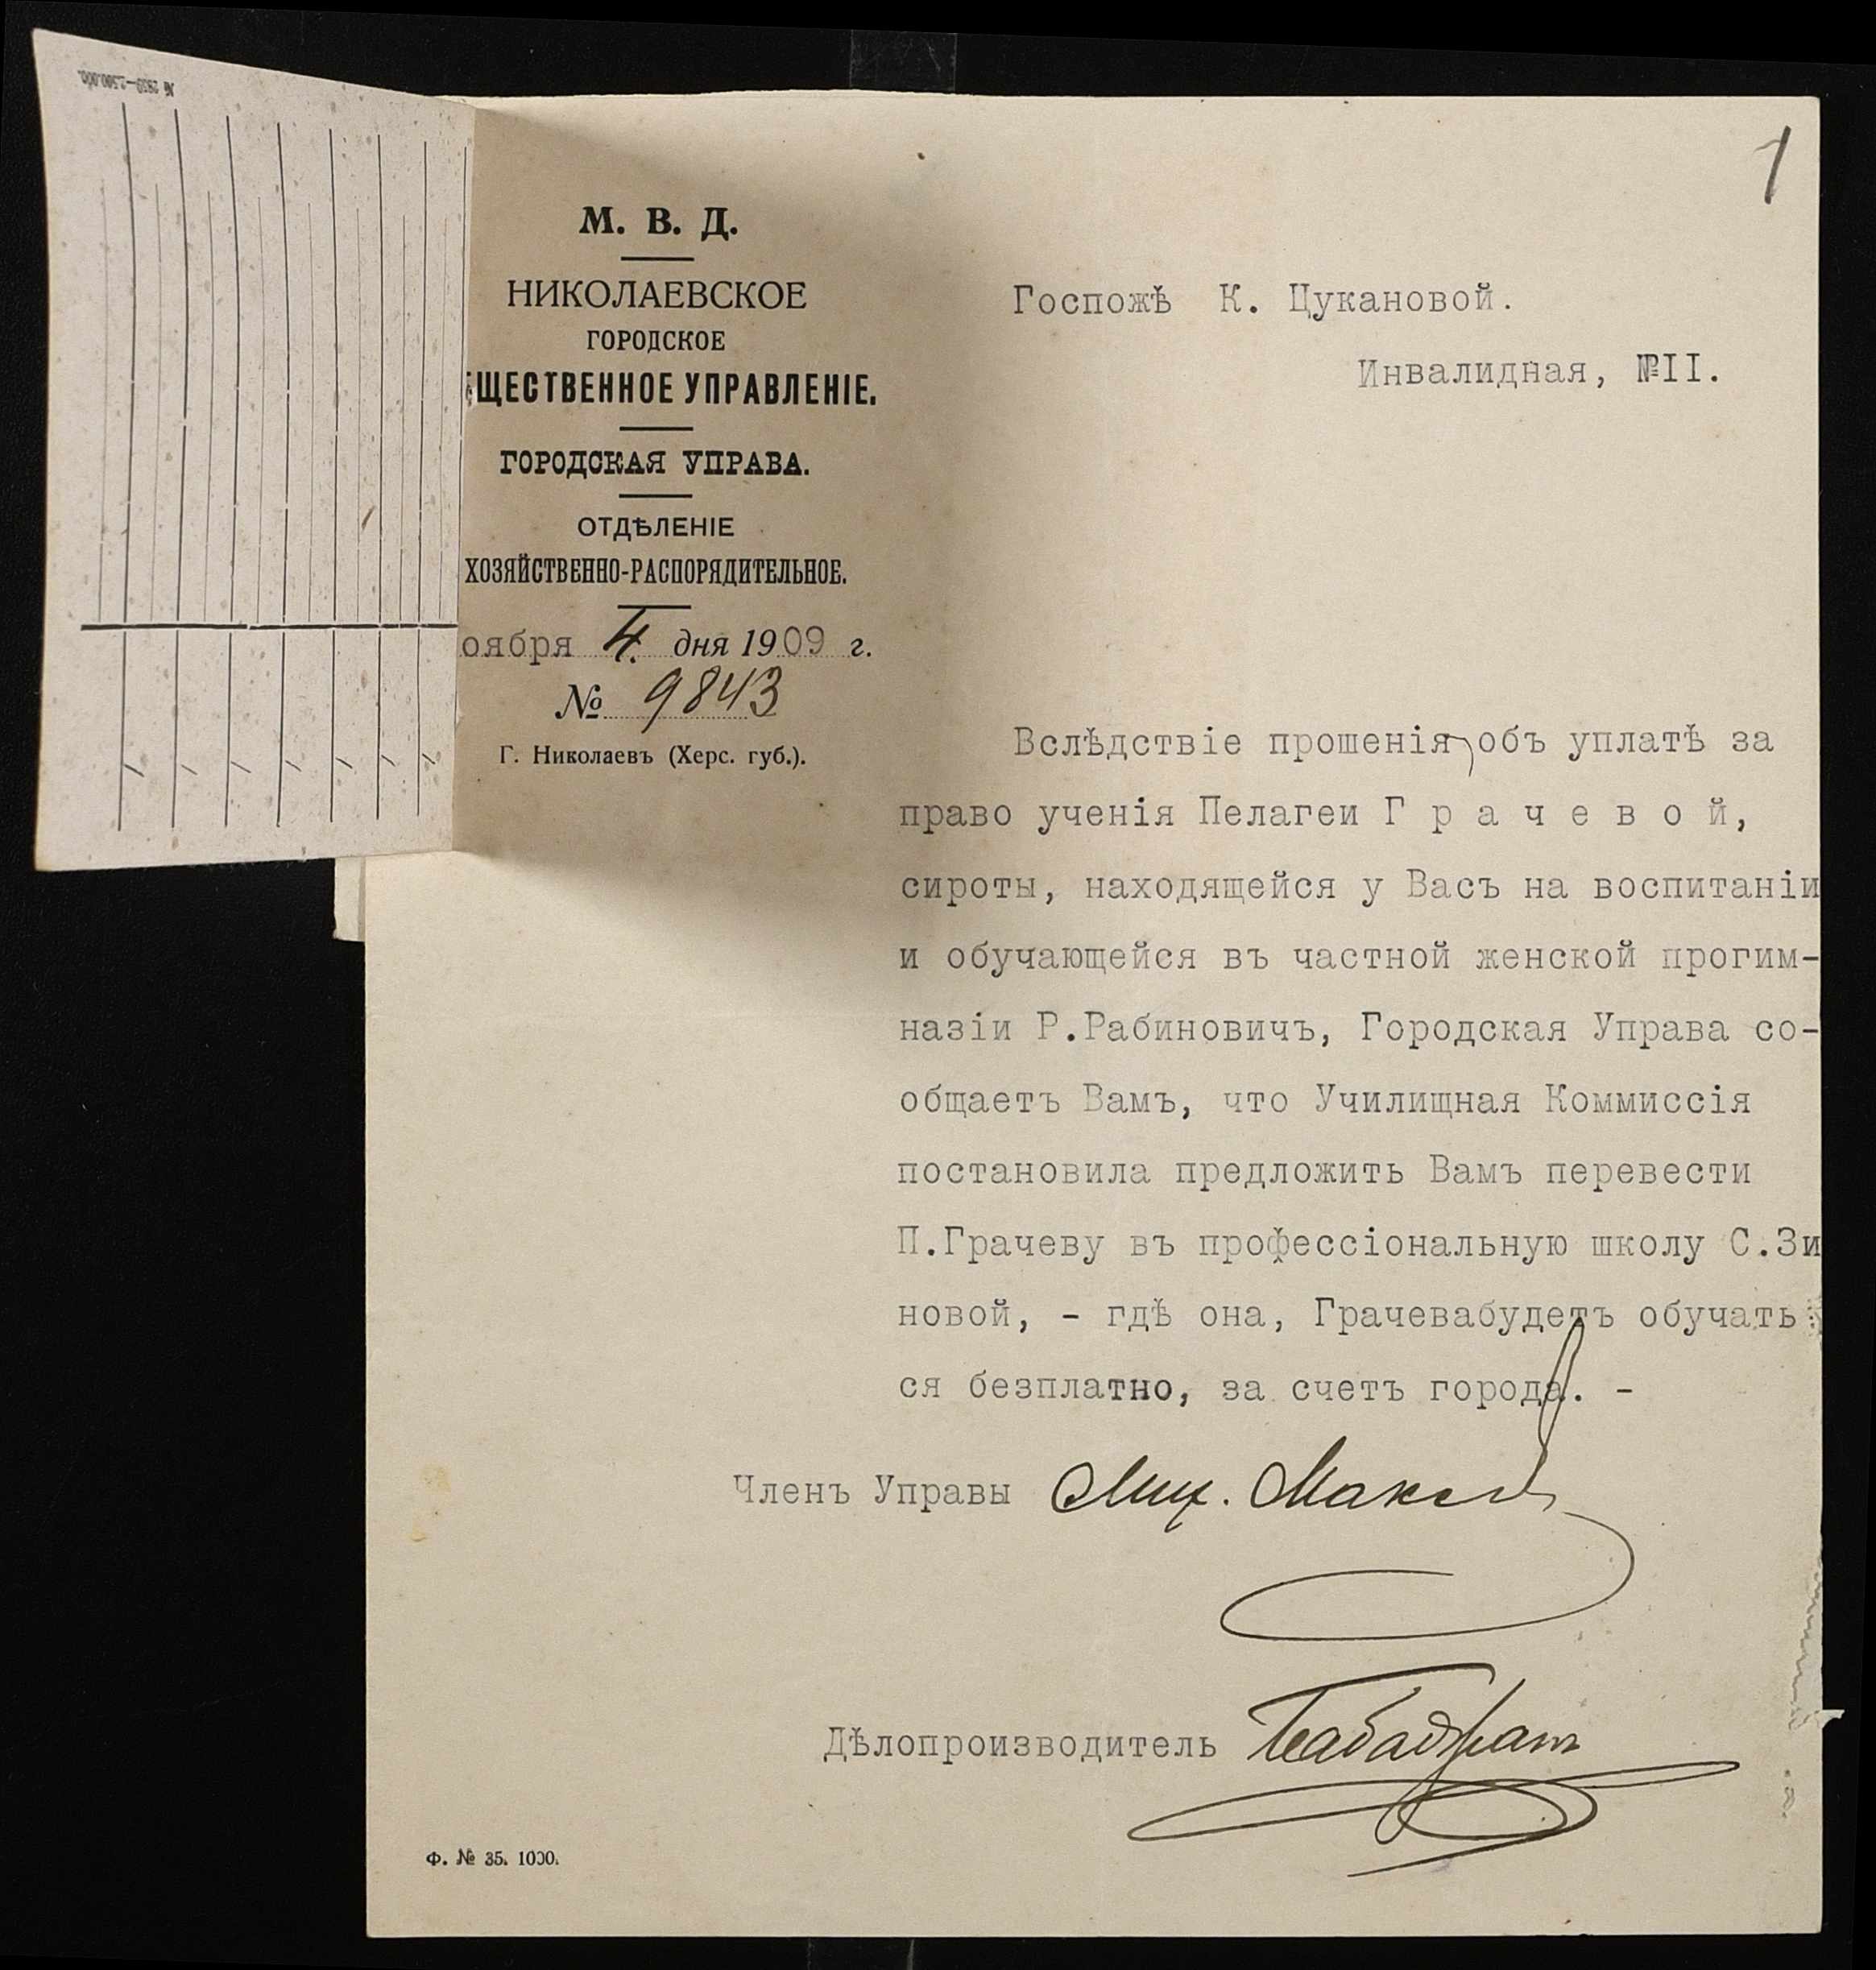 1
М. В. Д.
НИКОЛАЕВСКОЕ
ГОРОДСКОЕ
ЩЕСТВЕННОЕ УПРАВЛЕНІЕ.
ГОРОДСКАЯ УПРАВА.
ОТДѢЛЕНІЕ
ХОЗЯЙСТВЕННО-РАСПОРЯДИТЕЛЬНОЕ.
оября 4. дня 1909 г.
№ 9843
Г. Николаевъ (Херс. губ.).
Госпожѣ К. Цукановой.
Инвалидная, №II.
Вслѣдствіе прошенія, объ уплатѣ за
право ученія Пелагеи Г р а ч е в о й,
сироты, находящейся у Васъ на воспитаніи
и обучающейся въ частной женской прогим-
назіи Р.Рабиновичъ, Городская Управа со-
общаетъ Вамъ, что Училищная Коммиссія
постановила предложить Вамъ перевести
П.Грачеву въ профессіональную школу С.Зи
новой, - гдѣ она, Грачевабудетъ обучать
ся безплатно, за счетъ города. -
Членъ Управы Мих.
Дѣлопроизводитель
Ф. № 35. 1000.